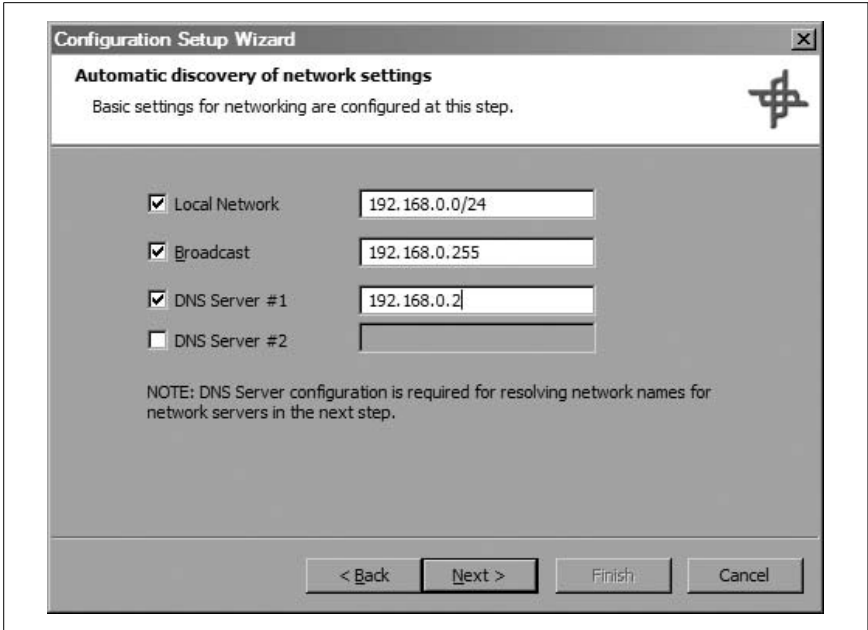 Configuration Setup Wizard
Automatic discovery of network settings
Basic settings for networking are configured at this step.
Local Network 192.168.0.0/24
Broadcast 192.168.0.255
DNS Server #1 192.168.0.2
DNS Server #2
NOTE: DNS Server configuration is required for resolving network names for
network servers in the next step.
< Back Next > Finish Cancel